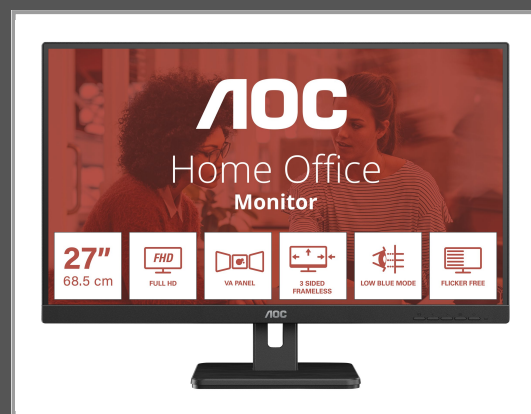 AOC
Home Office
Monitor
27"
68.5 cm
FHD
FULL HD
VA PANEL
3 SIDED
FRAMELESS
LOW BLUE MODE
FLICKER FREE
AOC